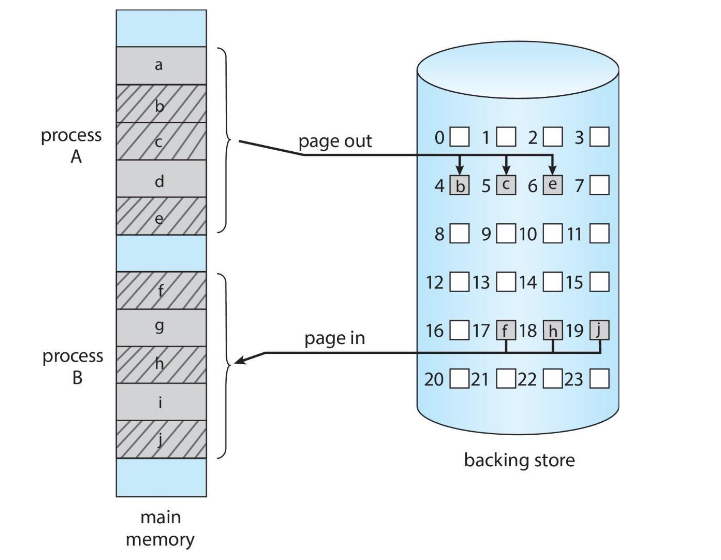 a
b
c
d
e
process
A
f
g
h
i
j
process
B
main
memory
page out
page in
0 1 2 3
4 b 5 c 6 e 7
8 9 10 11
12 13 14 15
16 17 f 18 h 19 j
20 21 22 23
backing store